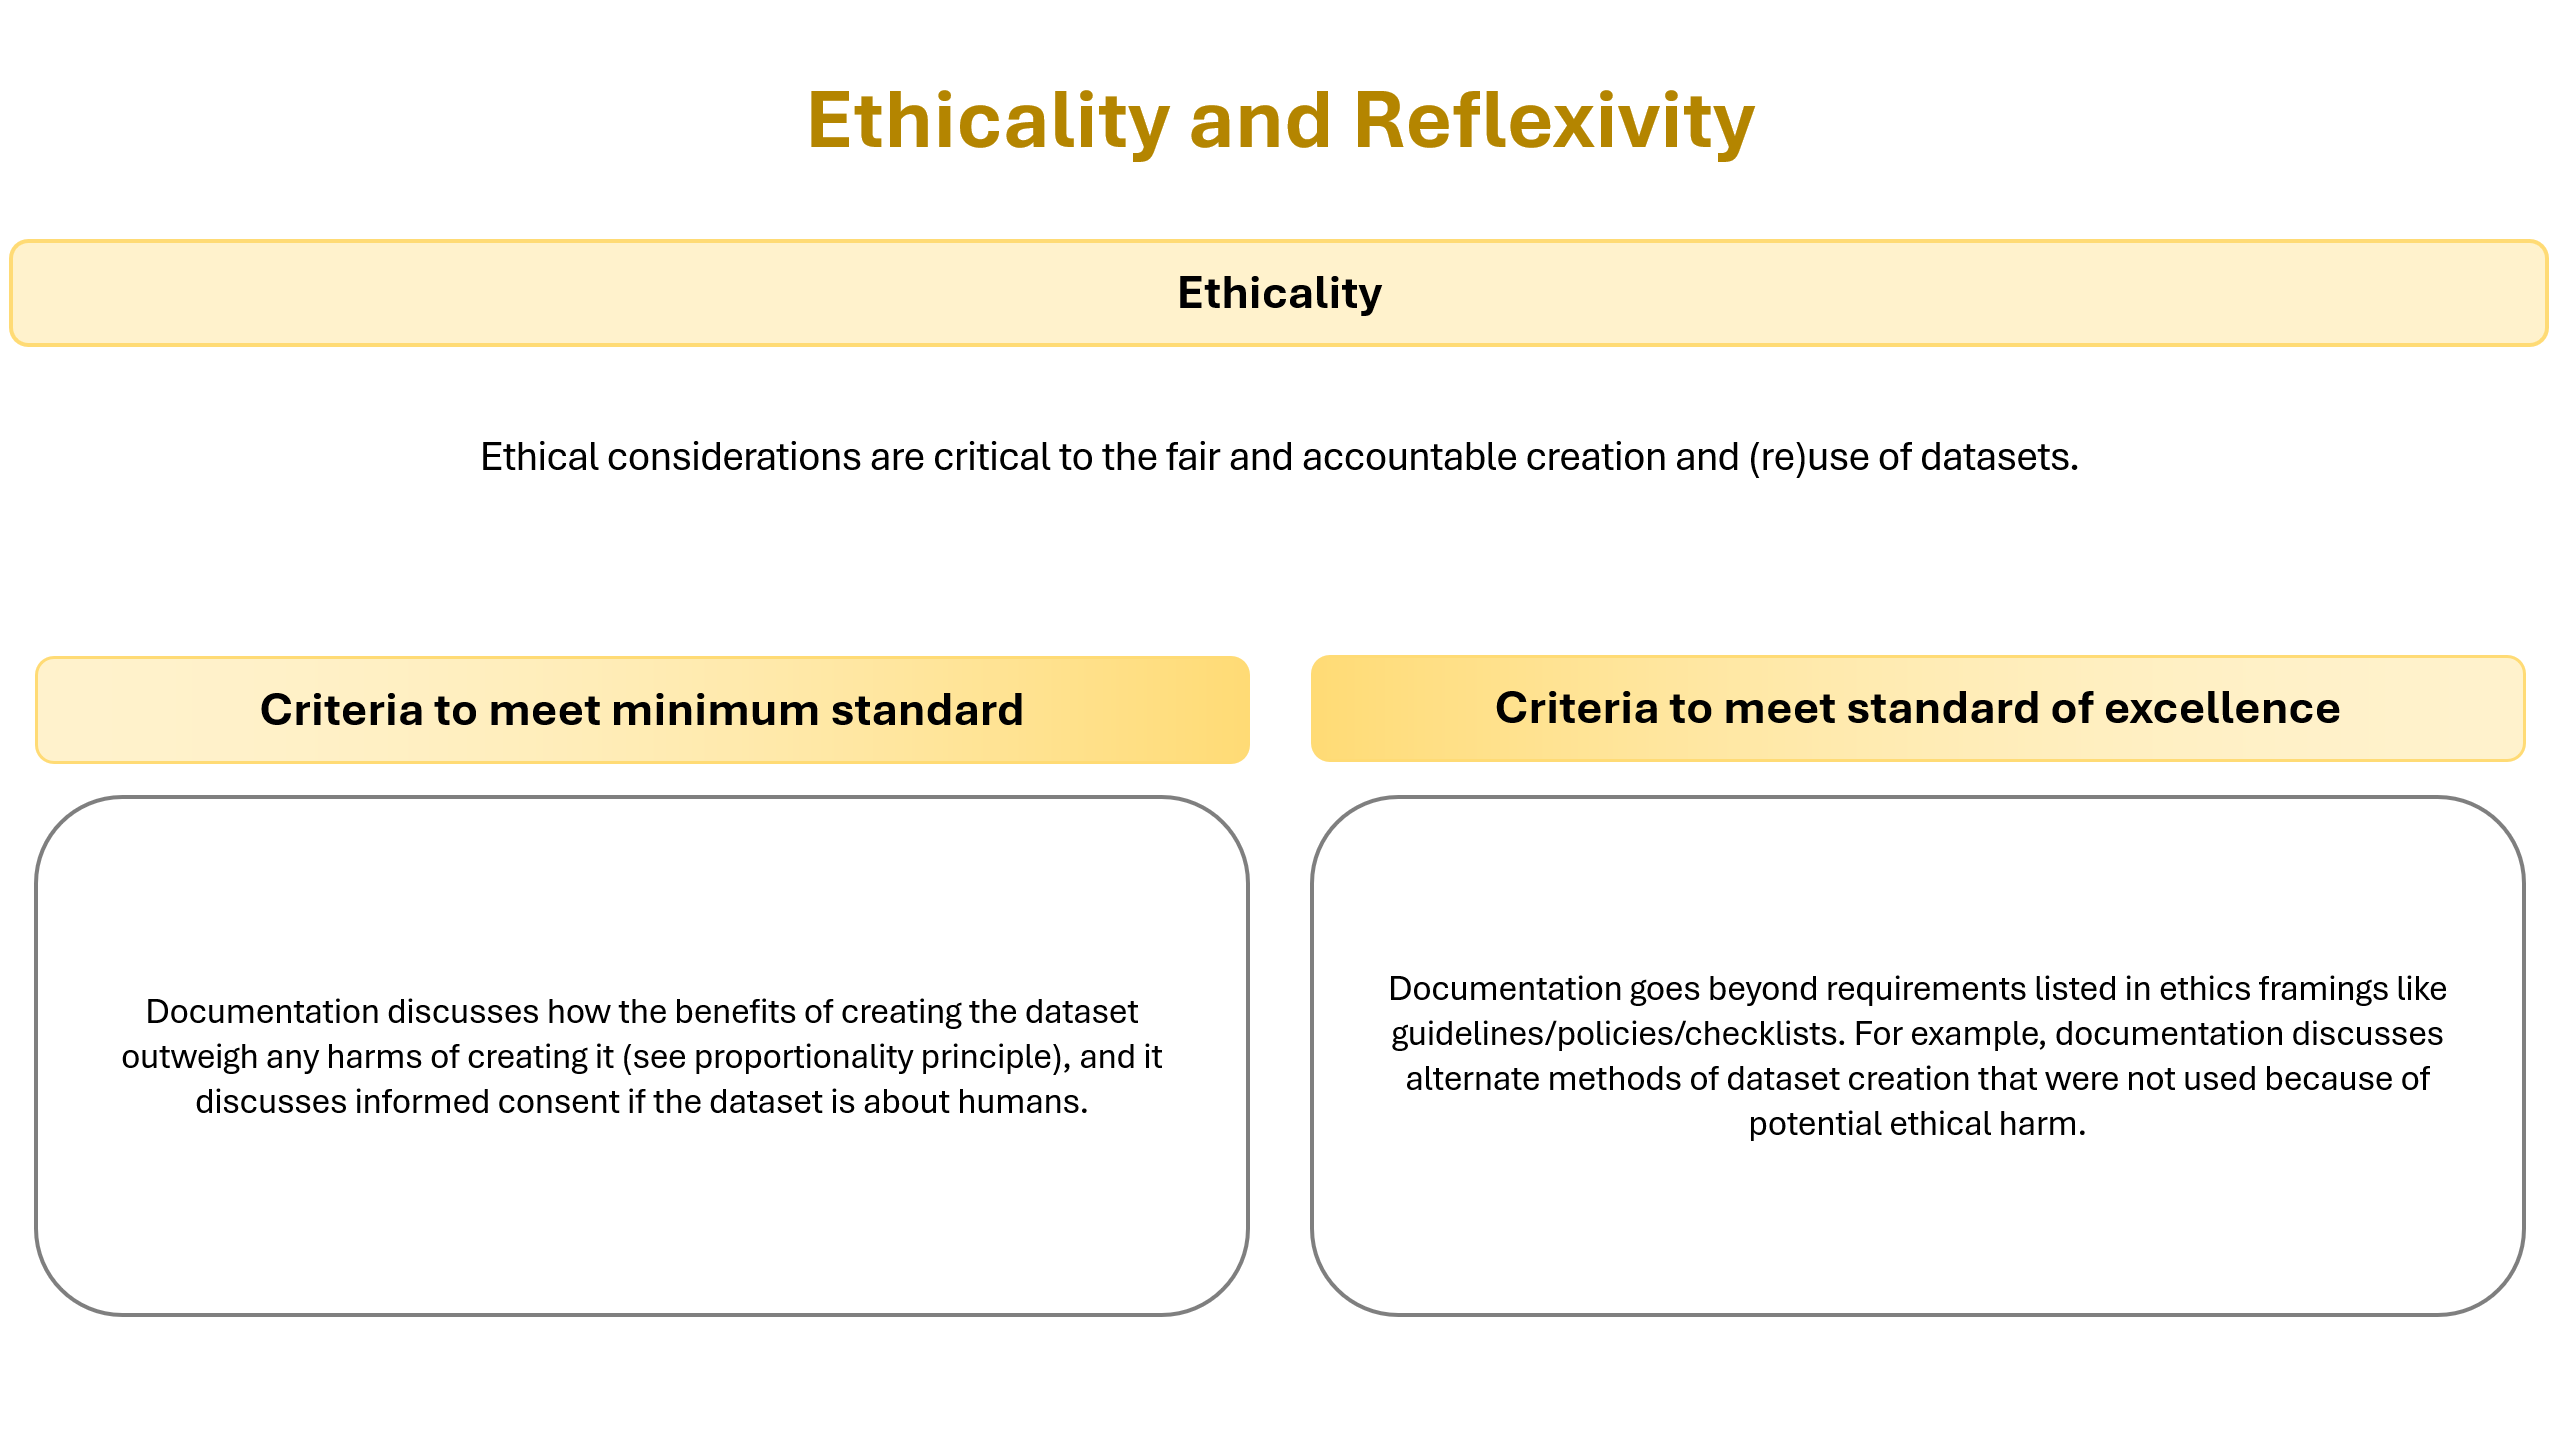 Ethicality and Reflexivity
Ethicality
Ethical considerations are critical to the fair and accountable creation and (re)use of datasets.
Criteria to meet minimum standard
Documentation discusses how the benefits of creating the dataset
outweigh any harms of creating it (see proportionality principle), and it
discusses informed consent if the dataset is about humans.
Criteria to meet standard of excellence
Documentation goes beyond requirements listed in ethics framings like
guidelines/policies/checklists. For example, documentation discusses
alternate methods of dataset creation that were not used because of
potential ethical harm.